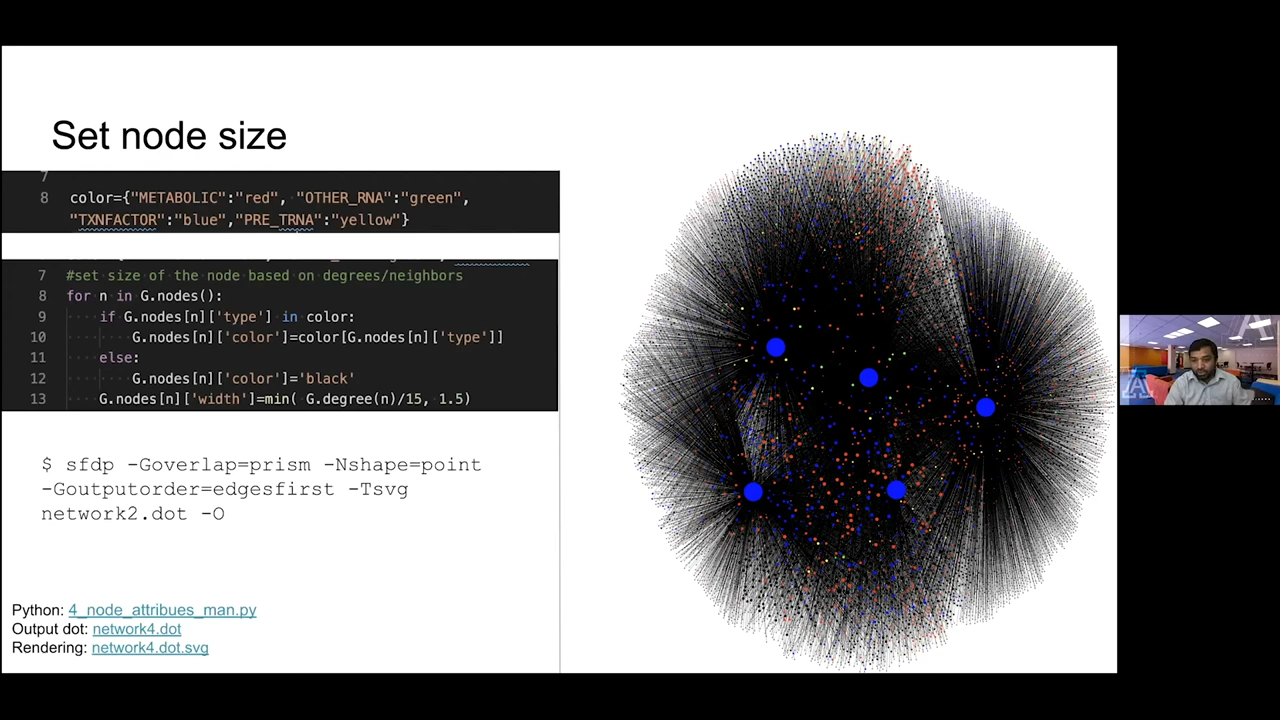 Set node size
7
8 color={"METABOLIC":"red", "OTHER_RNA":"green",
"TXNFACTOR":"blue","PRE_TRNA":"yellow"}
7 #set size of the node based on degrees/neighbors
8 for n in G.nodes():
9 if G.nodes[n]['type'] in color:
10 G.nodes[n]['color']=color[G.nodes[n]['type']]
11 else:
12 G.nodes[n]['color']='black'
13 G.nodes[n]['width']=min( G.degree(n)/15, 1.5)
$ sfdp -Goverlap=prism -Nshape=point
-Goutputorder=edgesfirst -Tsvg
network2.dot -O
Python: 4_node_attribues_man.py
Output dot: network4.dot
Rendering: network4.dot.svg